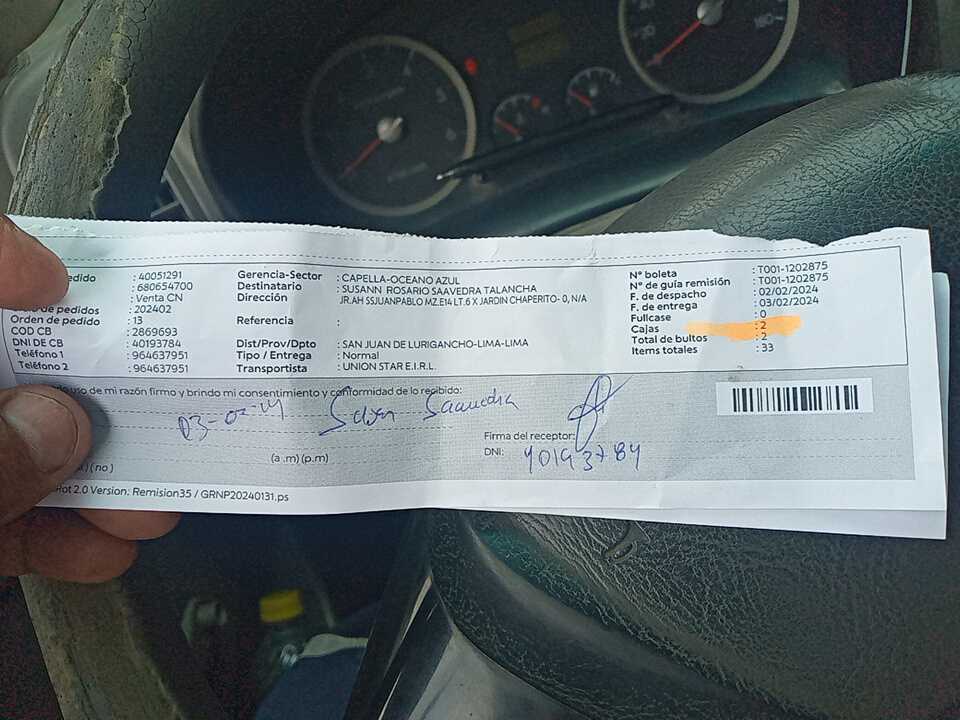 edido : 40051291
: 680654700
: Venta CN
de pedidos : 202402
Orden de pedido : 13
COD CB : 2869693
DNI DE CB : 40193784
Teléfono 1 : 964637951
Teléfono 2 : 964637951
Gerencia-Sector : CAPELLA-OCEANO AZUL
Destinatario : SUSANN ROSARIO SAAVEDRA TALANCHA
Dirección : JR.AH SSJUANPABLO MZ.E14 LT.6 X JARDIN CHAPERITO- 0, N/A
Referencia :
Dist/Prov/Dpto : SAN JUAN DE LURIGANCHO-LIMA-LIMA
Tipo / Entrega : Normal
Transportista : UNION STAR E.I.R.L.
N° boleta : T001-1202875
N° de guía remisión : T001-1202875
F. de despacho : 02/02/2024
F. de entrega : 03/02/2024
Fullcase : 0
Cajas : 2
Total de bultos : 2
Items totales : 33
uso de mi razón firmo y brindo mi consentimiento y conformidad de lo recibido:
Saavedra
(a .m) (p.m)
Firma del receptor:
DNI: 40193784
) ( no )
Rot 2.0 Version: Remision35 / GRNP20240131.ps